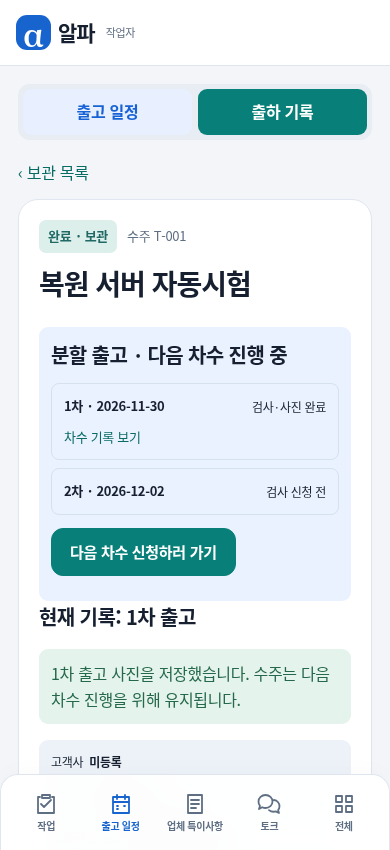 α 알파 작업자
출고 일정 출하 기록
‹ 보관 목록
완료 · 보관 수주 T-001
복원 서버 자동시험
분할 출고 · 다음 차수 진행 중
1차 · 2026-11-30 검사·사진 완료
차수 기록 보기
2차 · 2026-12-02 검사 신청 전
다음 차수 신청하러 가기
현재 기록: 1차 출고
1차 출고 사진을 저장했습니다. 수주는 다음
차수 진행을 위해 유지됩니다.
고객사 미등록
작업 출고 일정 업체 특이사항 토크 전체